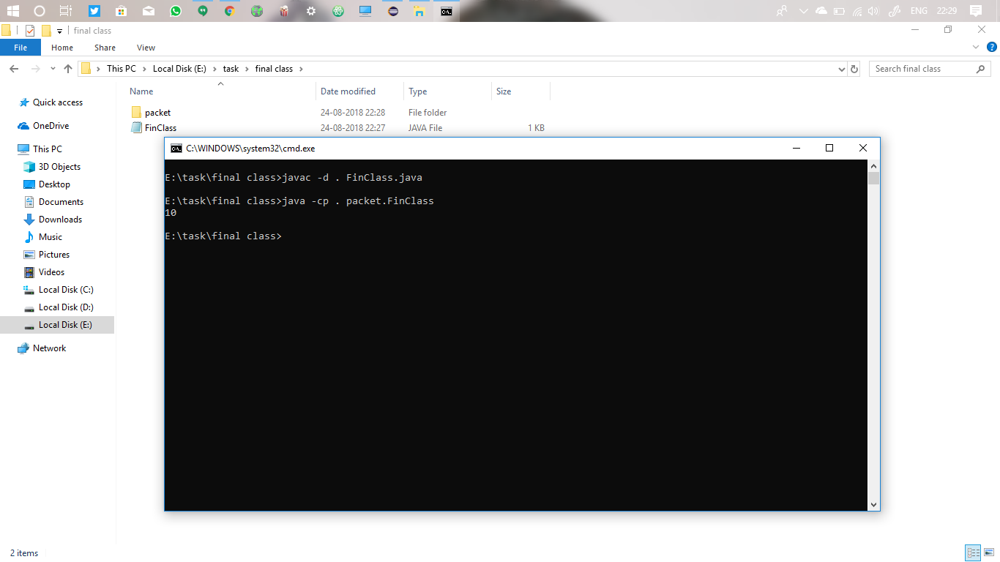 ENG 22:29
final class
File Home Share View
This PC Local Disk (E:) task final class
Search final class
Name Date modified Type Size
Quick access
OneDrive
This PC
3D Objects
Desktop
Documents
Downloads
Music
Pictures
Videos
Local Disk (C:)
Local Disk (D:)
Local Disk (E:)
Network
packet 24-08-2018 22:28 File folder
FinClass 24-08-2018 22:27 JAVA File 1 KB
C:\WINDOWS\system32\cmd.exe
E:\task\final class>javac -d . FinClass.java
E:\task\final class>java -cp . packet.FinClass
10
E:\task\final class>
2 items